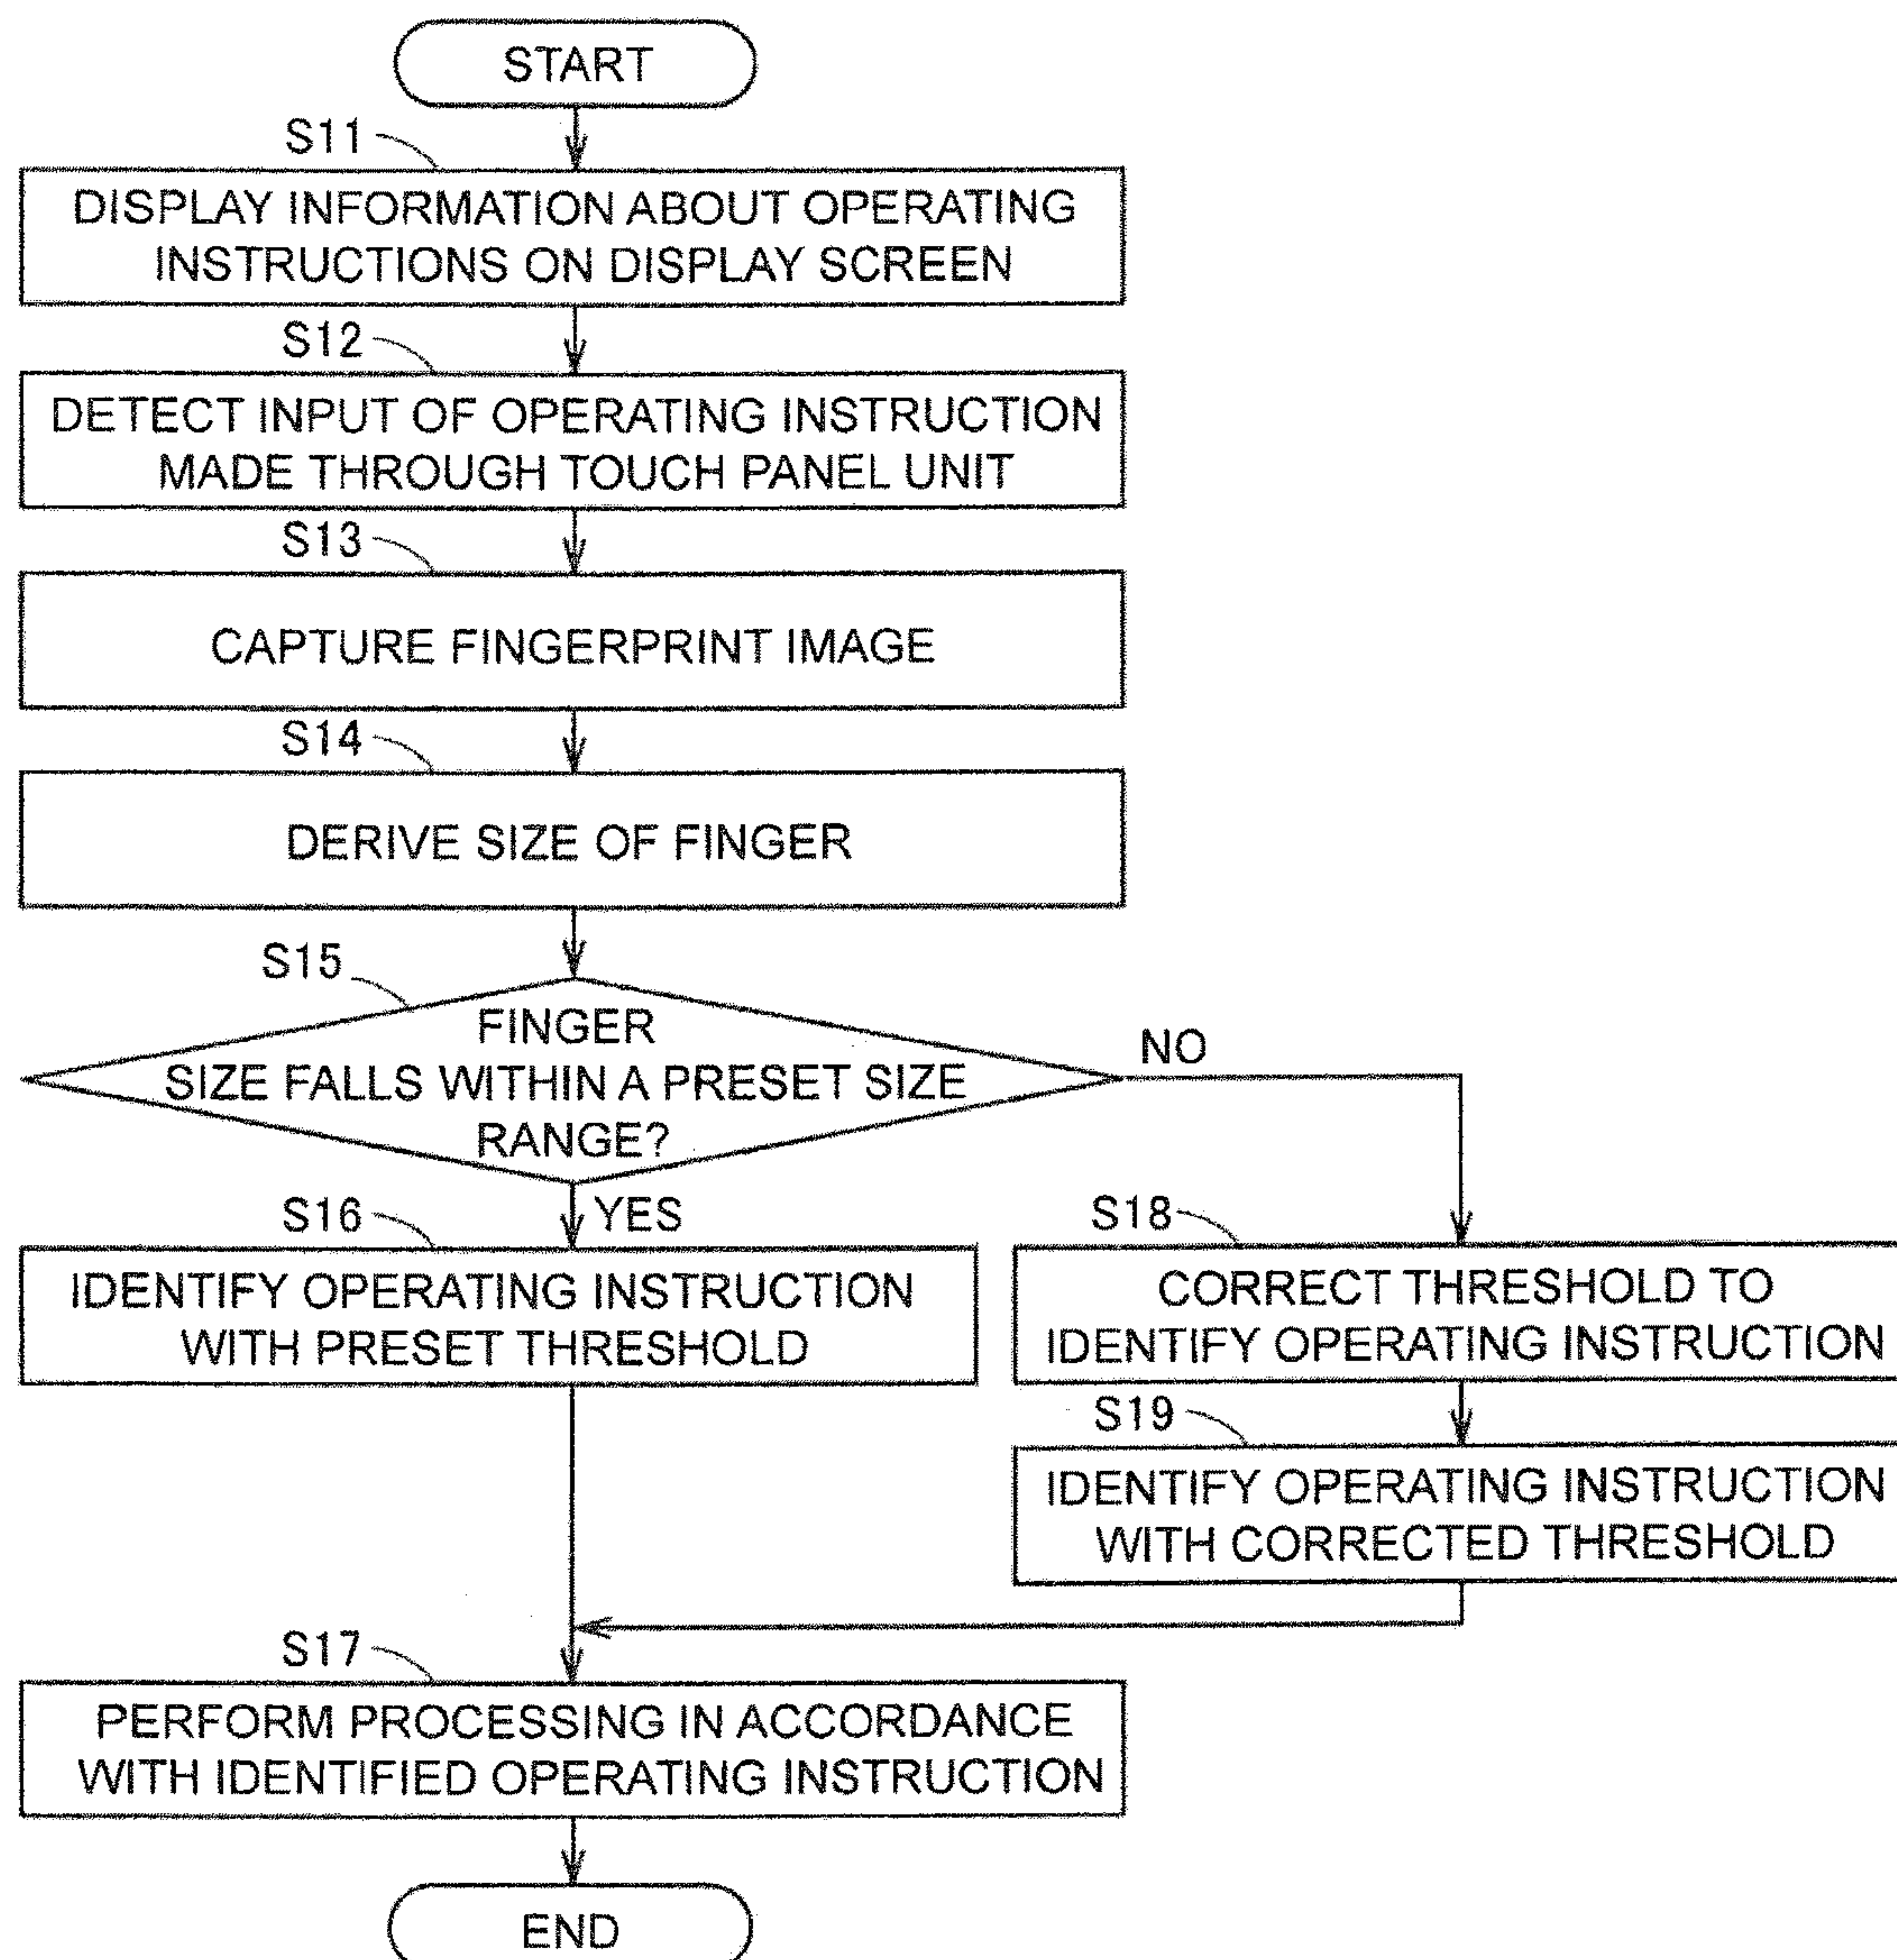 START
S11
DISPLAY INFORMATION ABOUT OPERATING
INSTRUCTIONS ON DISPLAY SCREEN
S12
DETECT INPUT OF OPERATING INSTRUCTION
MADE THROUGH TOUCH PANEL UNIT
S13
CAPTURE FINGERPRINT IMAGE
S14
DERIVE SIZE OF FINGER
S15
FINGER
SIZE FALLS WITHIN A PRESET SIZE
RANGE?
NO
YES
S16
IDENTIFY OPERATING INSTRUCTION
WITH PRESET THRESHOLD
S18
CORRECT THRESHOLD TO
IDENTIFY OPERATING INSTRUCTION
S19
IDENTIFY OPERATING INSTRUCTION
WITH CORRECTED THRESHOLD
S17
PERFORM PROCESSING IN ACCORDANCE
WITH IDENTIFIED OPERATING INSTRUCTION
END